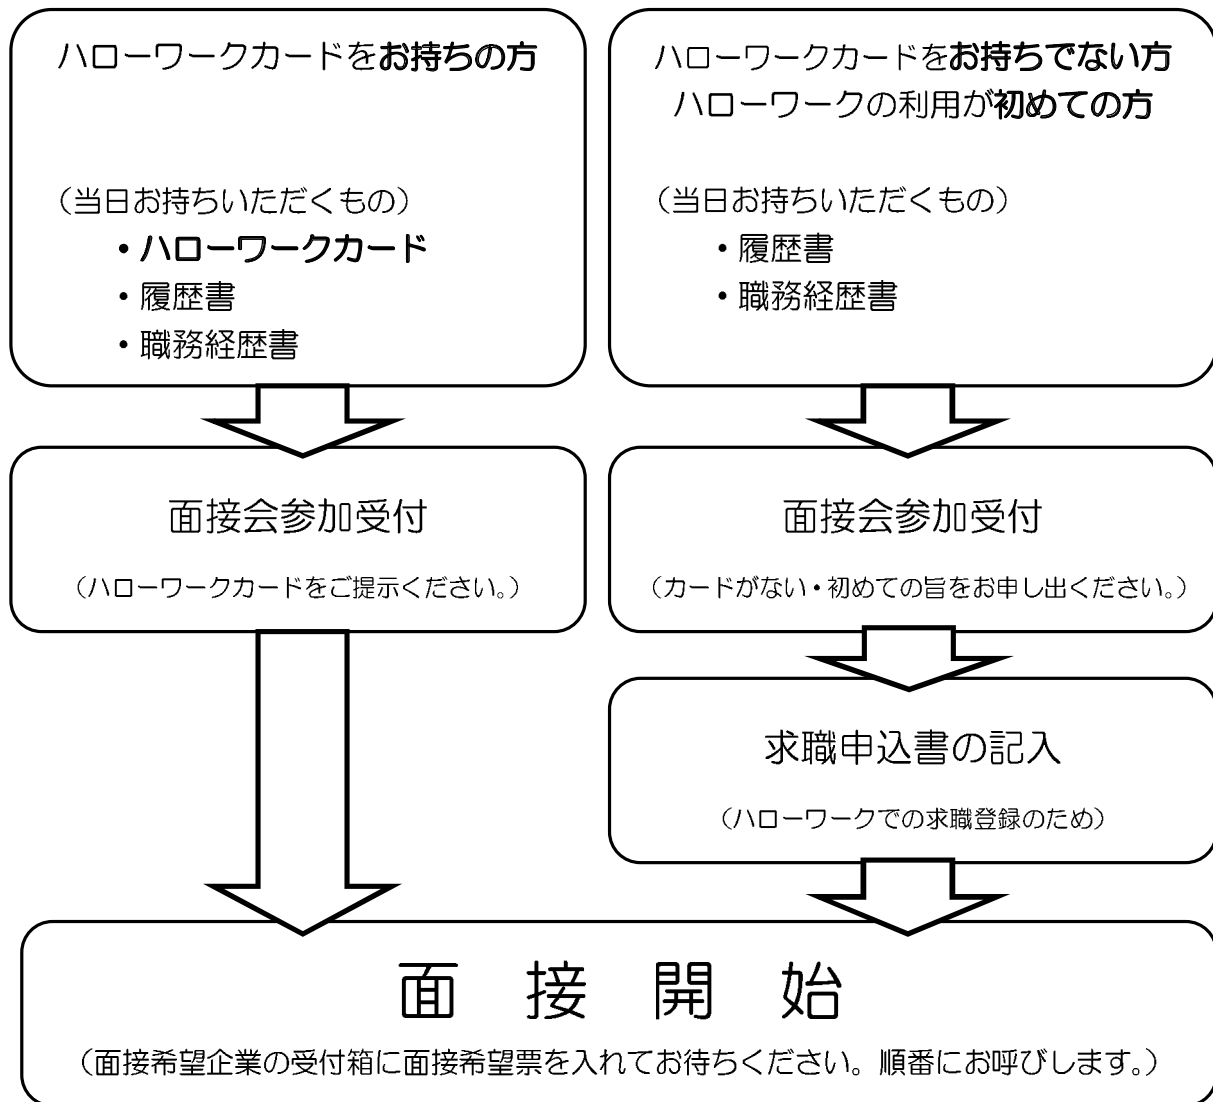 ハローワークカードをお持ちの方
（当日お持ちいただくもの）
・ハローワークカード
・履歴書
・職務経歴書
ハローワークカードをお持ちでない方
ハローワークの利用が初めての方
（当日お持ちいただくもの）
・履歴書
・職務経歴書
面接会参加受付
（ハローワークカードをご提示ください。）
面接会参加受付
（カードがない・初めての旨をお申し出ください。）
求職申込書の記入
（ハローワークでの求職登録のため）
面　接　開　始
（面接希望企業の受付箱に面接希望票を入れてお待ちください。順番にお呼びします。）